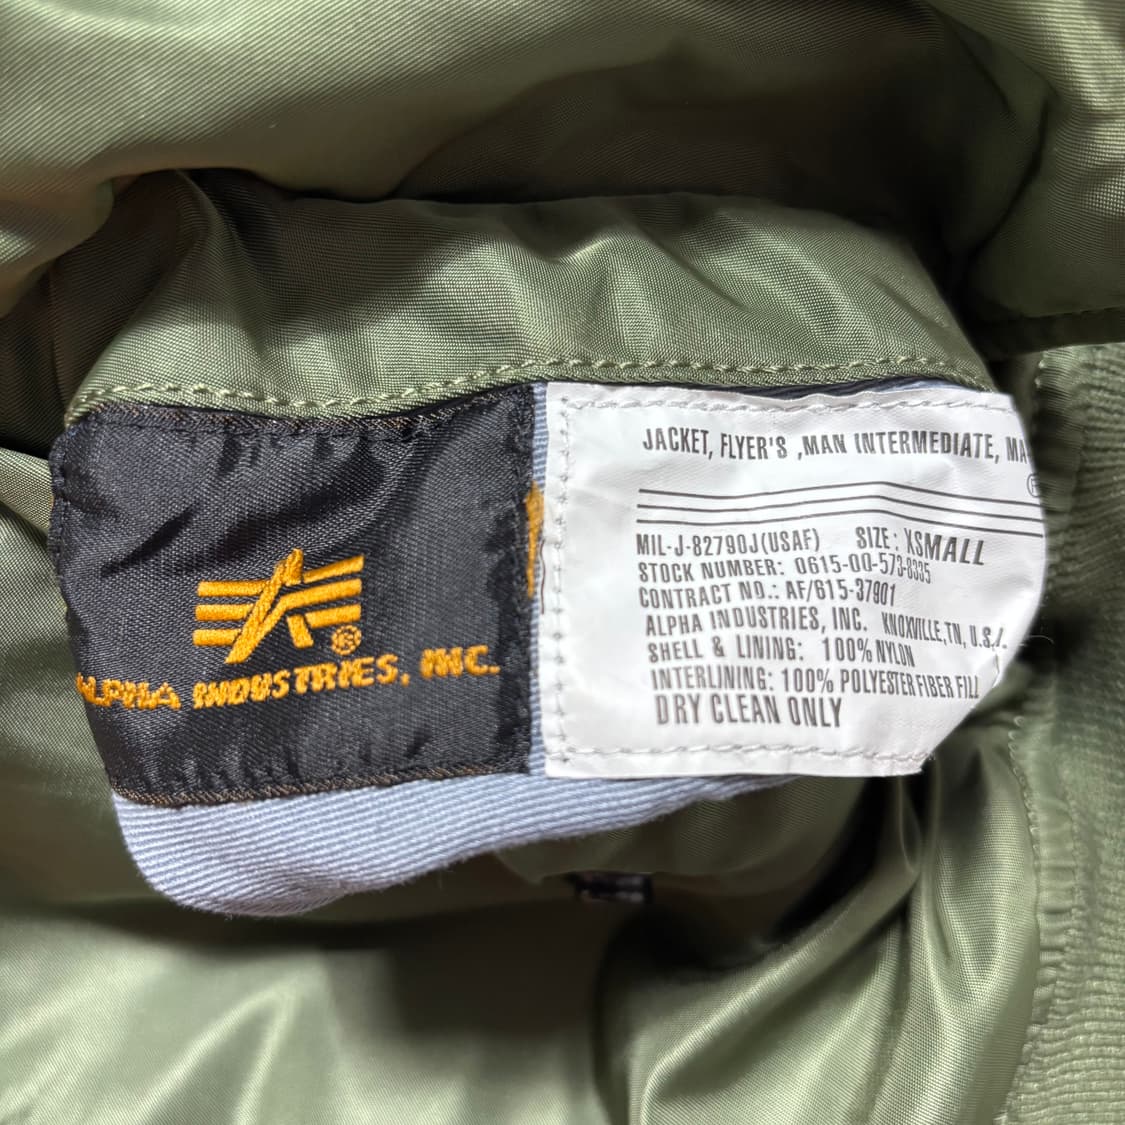 ALPHA INDUSTRIES, INC.
®
JACKET, FLYER'S ,MAN INTERMEDIATE, MA
MIL-J-82790J(USAF) SIZE: XSMALL
STOCK NUMBER: 0615-00-573-8335
CONTRACT NO.: AF/615-37901
ALPHA INDUSTRIES, INC. KNOXVILLE, TN, U.S.A.
SHELL & LINING: 100% NYLON
INTERLINING: 100% POLYESTER FIBER FILL
DRY CLEAN ONLY